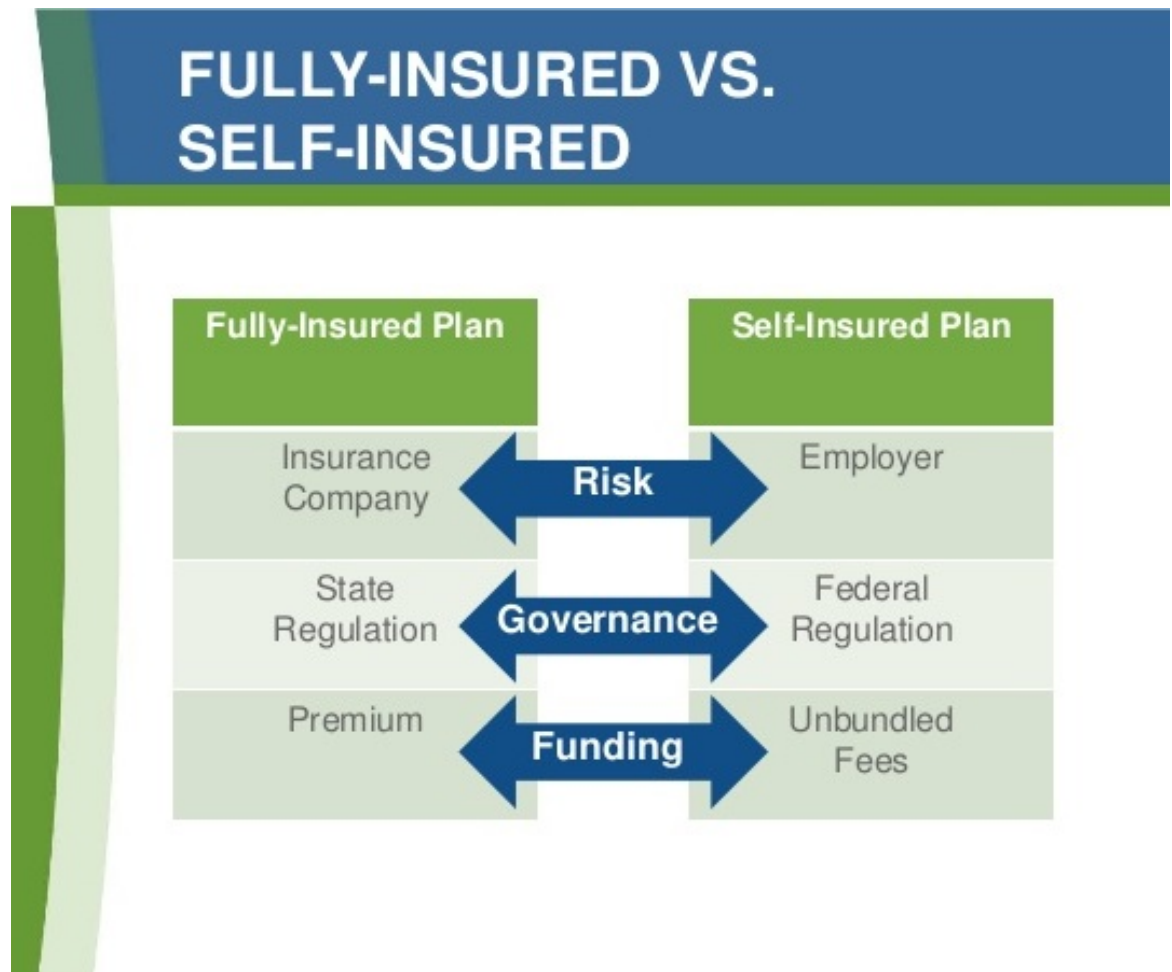 FULLY-INSURED VS.
SELF-INSURED
Fully-Insured Plan
Self-Insured Plan
Insurance
Company
Risk
Employer
State
Regulation
Governance
Federal
Regulation
Premium
Funding
Unbundled
Fees